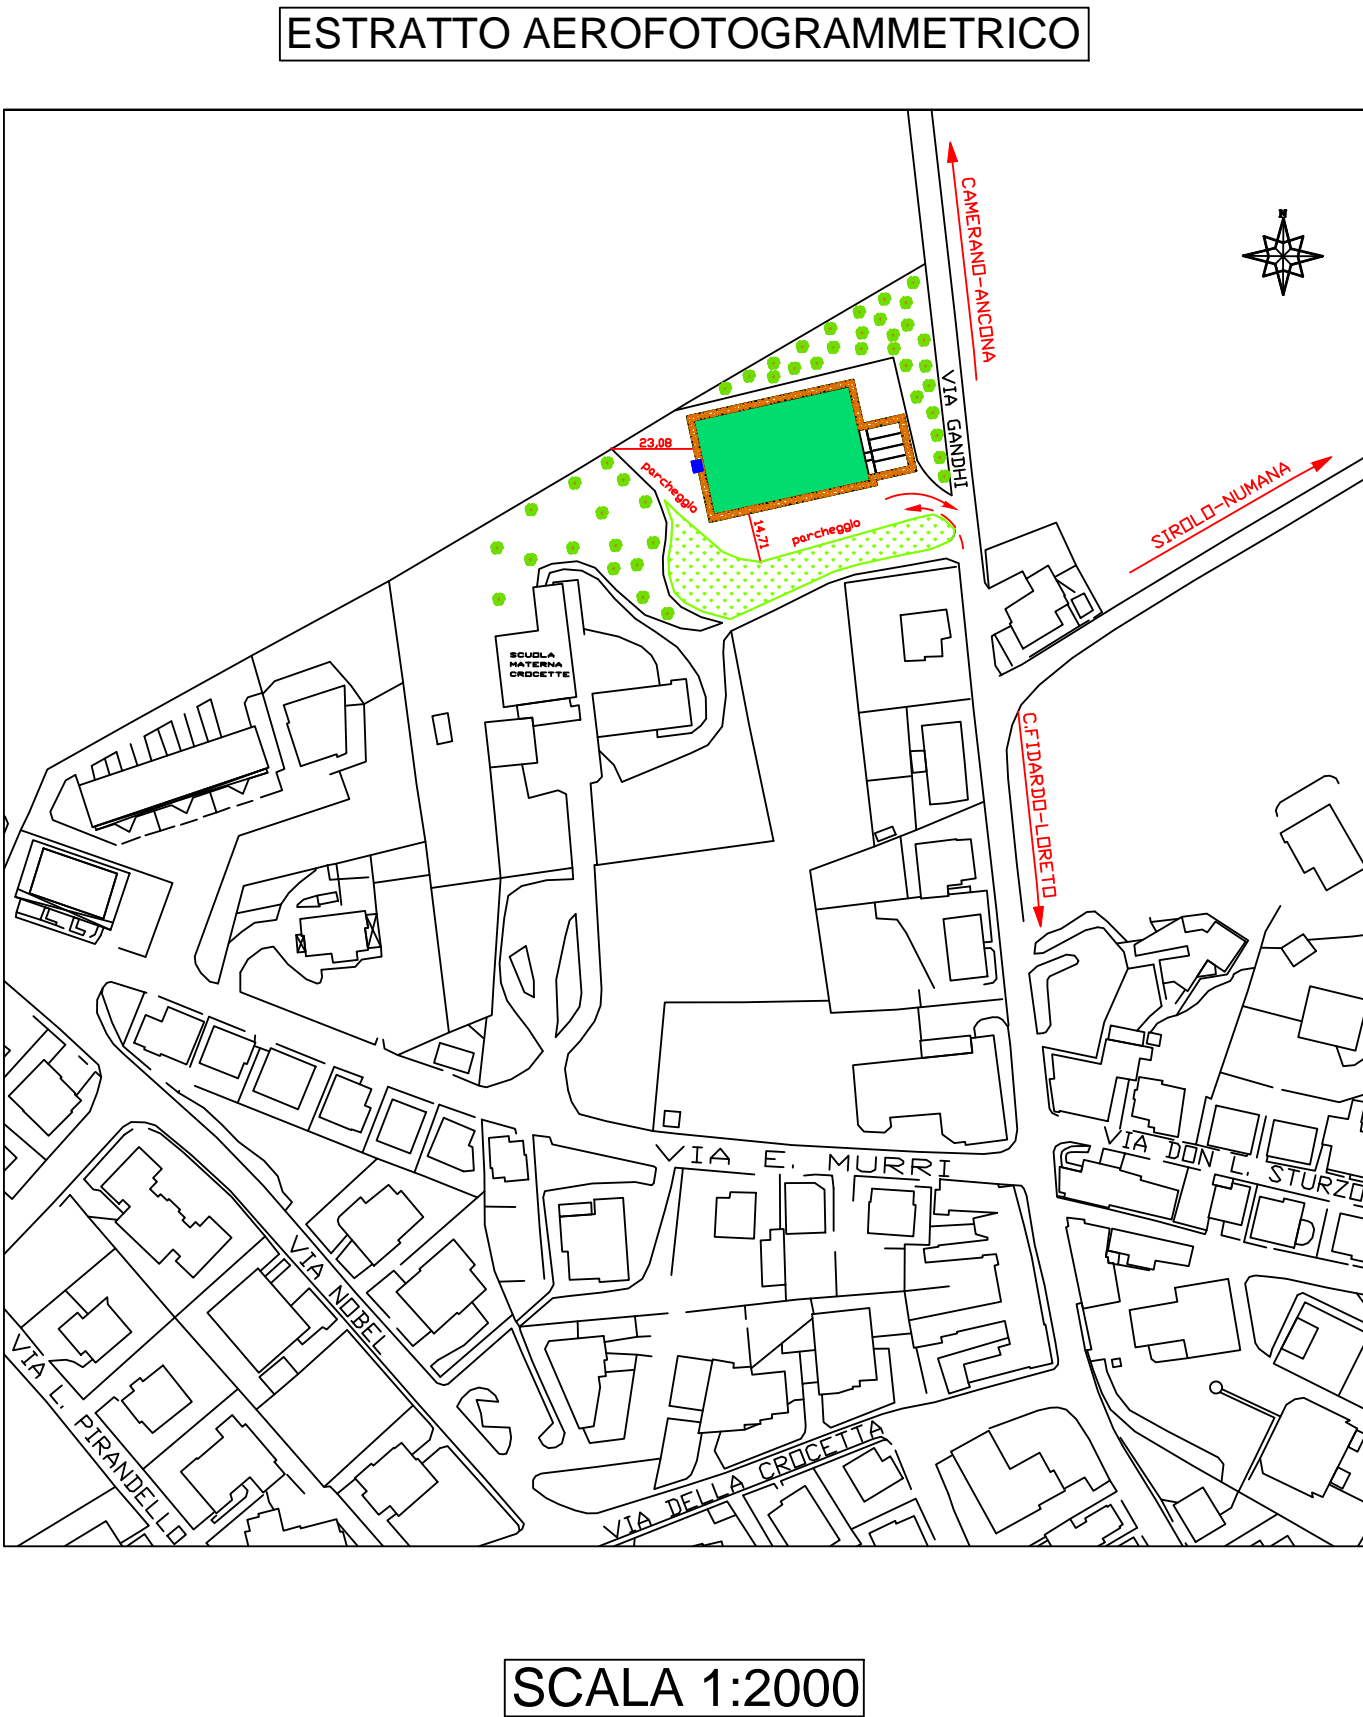 ESTRATTO AEROFOTOGRAMMETRICO
N
CAMERANO-ANCONA
VIA GANDHI
23,08
parcheggio
14,71
parcheggio
SIROLO-NUMANA
SCUOLA
MATERNA
CROCETTE
C.FIDARDO-LORETO
VIA E. MURRI
VIA DON L. STURZO
VIA NOBEL
VIA L. PIRANDELLO
VIA DELLA CROCETTA
SCALA 1:2000